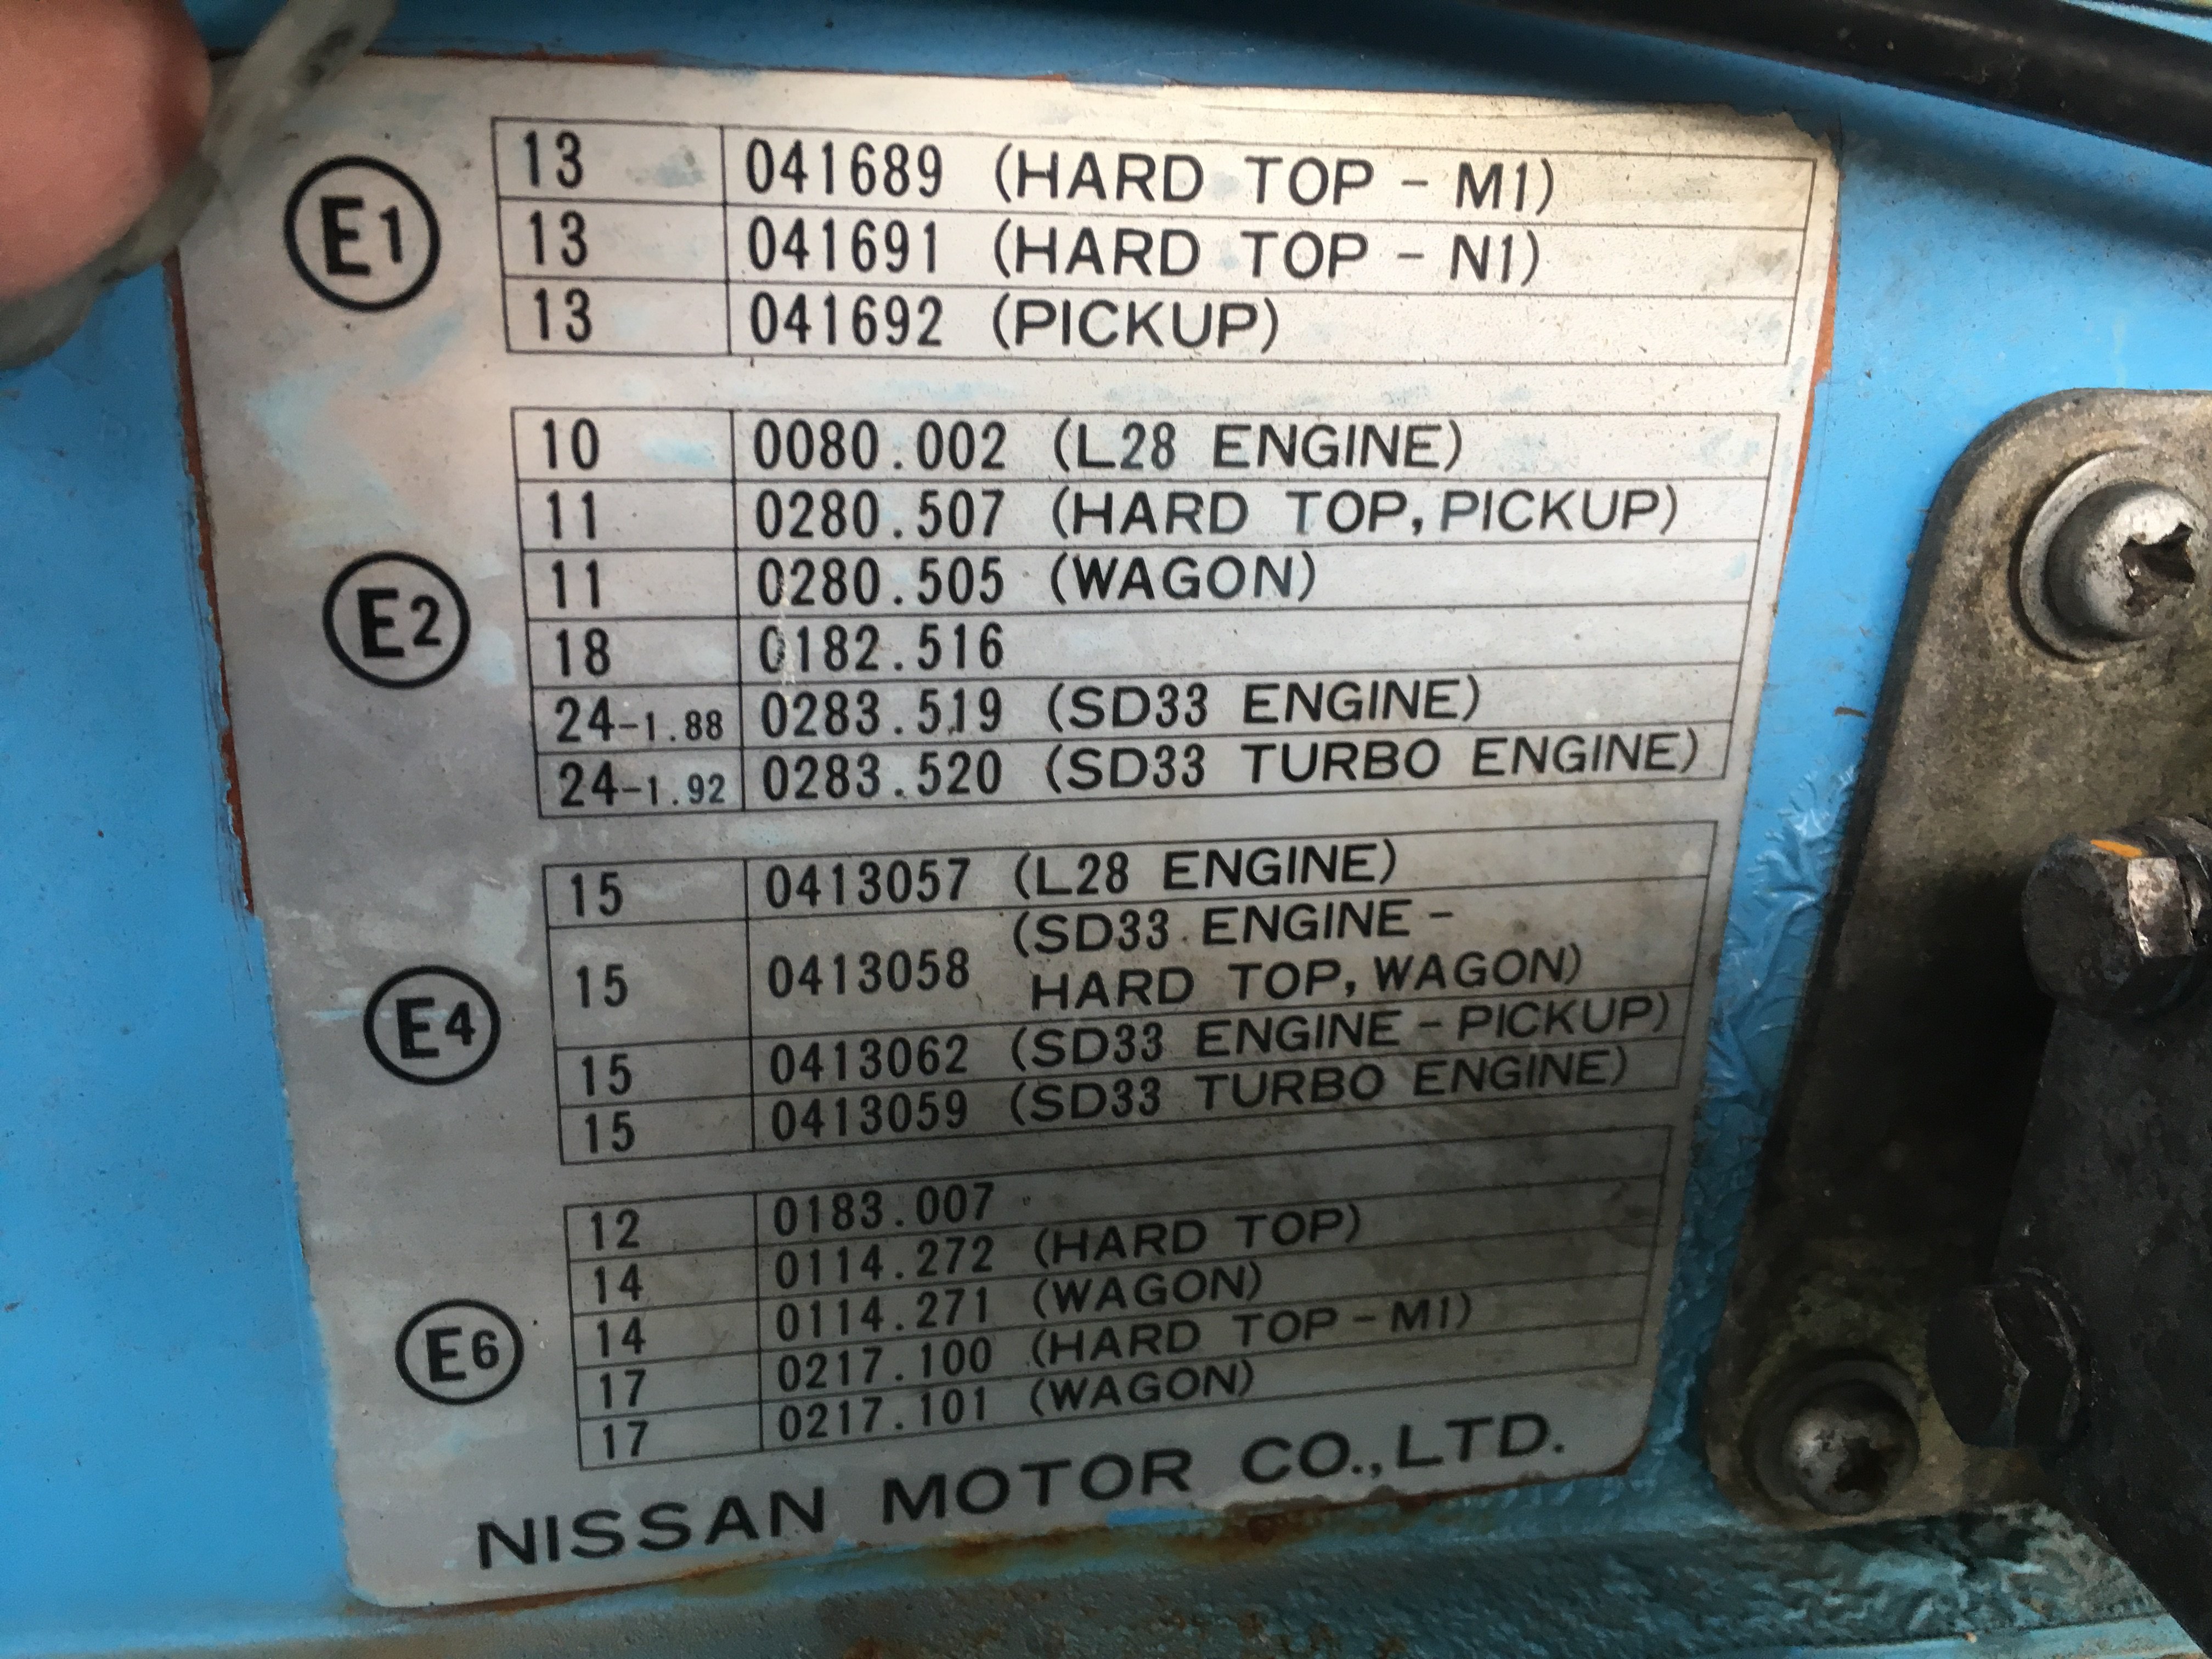 E1
13 041689 (HARD TOP - M1)
13 041691 (HARD TOP - N1)
13 041692 (PICKUP)
E2
10 0080.002 (L28 ENGINE)
11 0280.507 (HARD TOP, PICKUP)
11 0280.505 (WAGON)
18 0182.516
24-1.88 0283.519 (SD33 ENGINE)
24-1.92 0283.520 (SD33 TURBO ENGINE)
E4
15 0413057 (L28 ENGINE)
15 0413058 (SD33 ENGINE -
HARD TOP, WAGON)
15 0413062 (SD33 ENGINE - PICKUP)
15 0413059 (SD33 TURBO ENGINE)
E6
12 0183.007
14 0114.272 (HARD TOP)
14 0114.271 (WAGON)
17 0217.100 (HARD TOP - M1)
17 0217.101 (WAGON)
NISSAN MOTOR CO.,LTD.